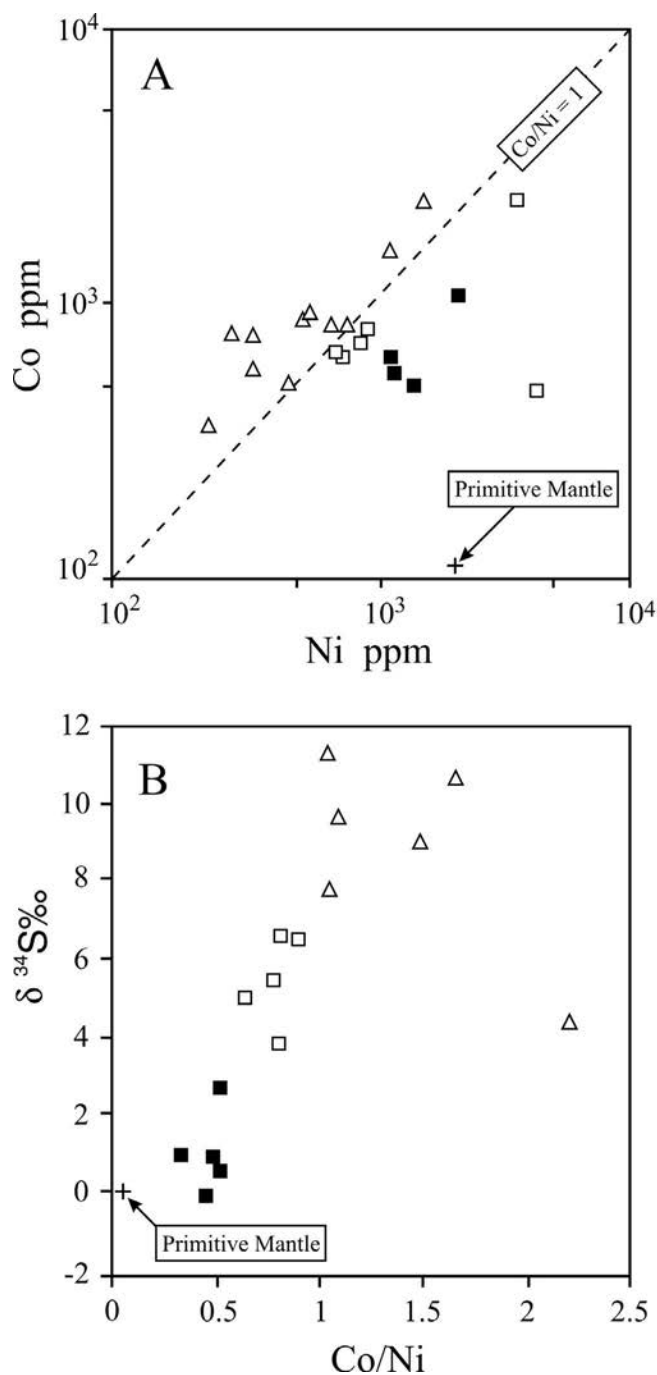 10⁴
A
Co/Ni = 1
10³
Co ppm
Primitive Mantle
10²
10²
10³
10⁴
Ni ppm
12
B
10
8
6
δ ³⁴S‰
4
2
0
Primitive Mantle
-2
0
0.5
1
1.5
2
2.5
Co/Ni